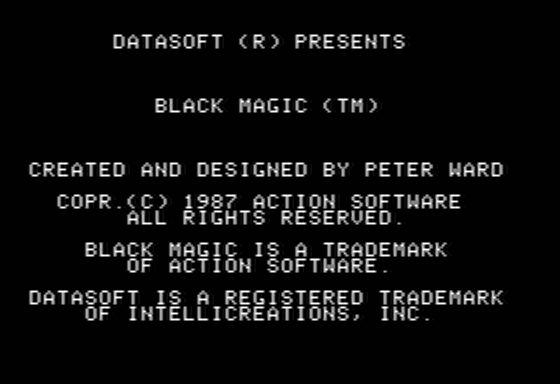 DATASOFT (R) PRESENTS
BLACK MAGIC (TM)
CREATED AND DESIGNED BY PETER WARD
COPR.(C) 1987 ACTION SOFTWARE
ALL RIGHTS RESERVED.
BLACK MAGIC IS A TRADEMARK
OF ACTION SOFTWARE.
DATASOFT IS A REGISTERED TRADEMARK
OF INTELLICREATIONS, INC.